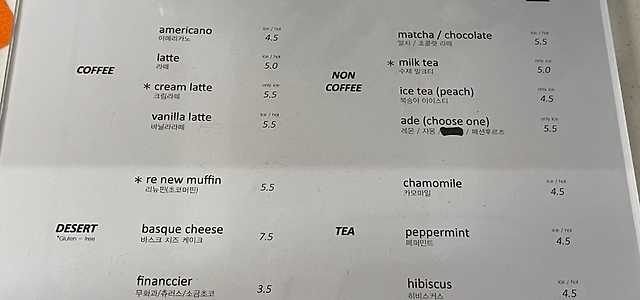 COFFEE
americano ice / hot
아메리카노 4.5
latte ice / hot
라떼 5.0
* cream latte only ice
크림라떼 5.5
vanilla latte ice / hot
바닐라라떼 5.5
NON
COFFEE
matcha / chocolate ice / hot
말차 / 초콜릿 라떼 5.5
* milk tea only ice
수제 밀크티 5.0
ice tea (peach) only ice
복숭아 아이스티 4.5
ade (choose one) only ice
레몬 / 자몽 / 패션후르츠 5.5
DESERT
*Gluten - free
* re new muffin
리뉴핀(초코머핀) 5.5
basque cheese
바스크 치즈 케이크 7.5
financcier
무화과/츄러스/소금초코 3.5
TEA
chamomile ice / hot
카모마일 4.5
peppermint ice / hot
페퍼민트 4.5
hibiscus ice / hot
히비스커스 4.5